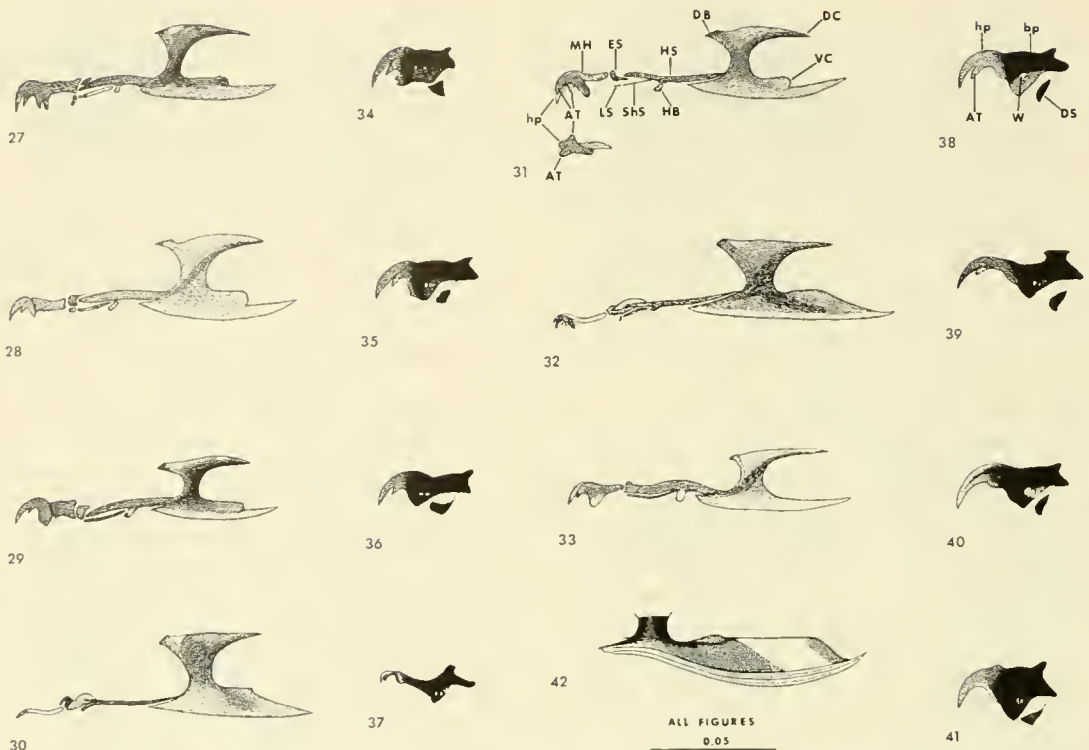 DB DC
MH ES HS VC
LS ShS HB
hp AT
AT
hp bp
AT W DS
27
34
31
38
28
35
32
39
29
36
33
40
30
37
42
41
ALL FIGURES
0.05